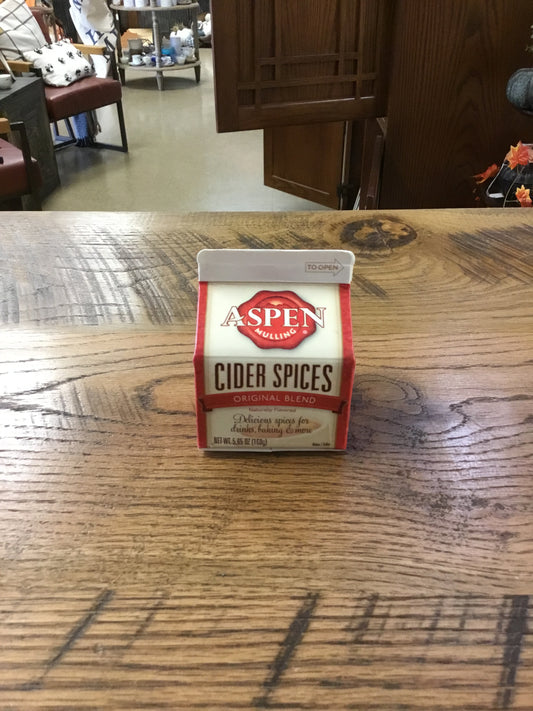 TO OPEN
ASPEN
MULLING®
CIDER SPICES
ORIGINAL BLEND
Naturally Flavored
Delicious spices for
drinks, baking & more
NET WT. 5.65 OZ (160g)